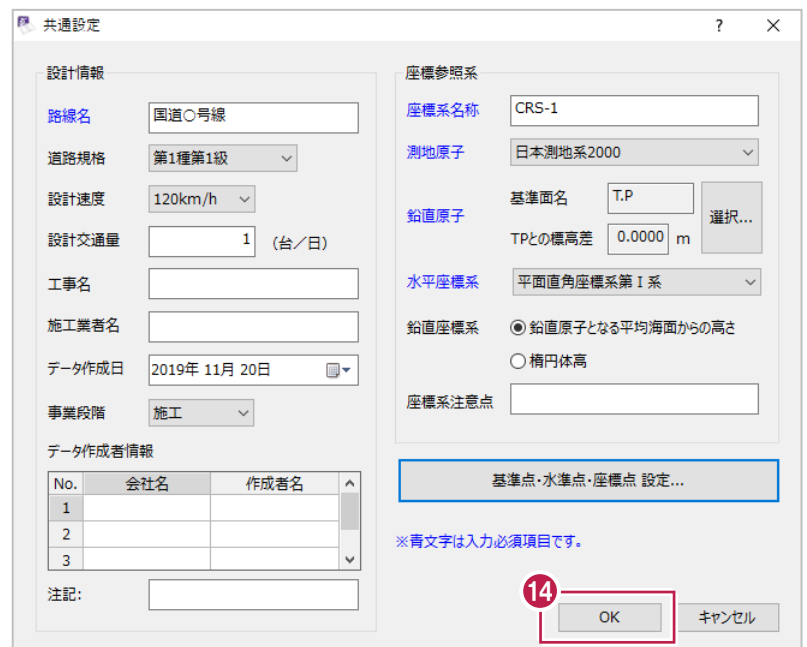 共通設定 ? ×
設計情報
路線名 国道○号線
道路規格 第1種第1級
設計速度 120km/h
設計交通量 1 (台／日)
工事名
施工業者名
データ作成日 2019年 11月 20日
事業段階 施工
データ作成者情報
No. 会社名 作成者名
1
2
3
注記:
座標参照系
座標系名称 CRS-1
測地原子 日本測地系2000
鉛直原子
基準面名 T.P
TPとの標高差 0.0000 m
選択...
水平座標系 平面直角座標系第Ⅰ系
鉛直座標系 鉛直原子となる平均海面からの高さ
楕円体高
座標系注意点
基準点・水準点・座標点 設定...
※青文字は入力必須項目です。
14
OK キャンセル